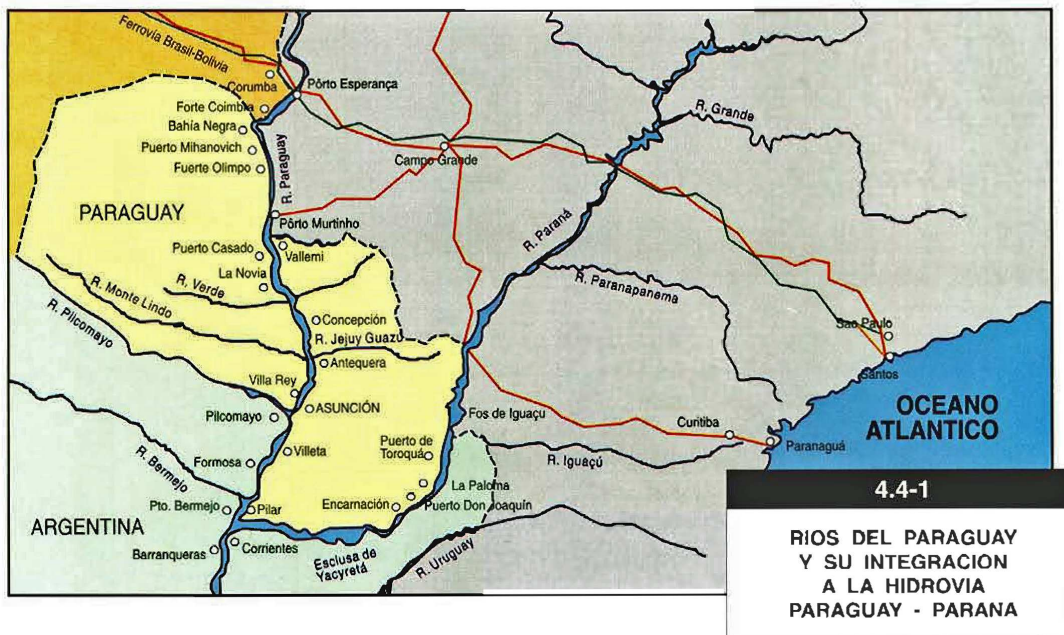 Ferrovía Brasil-Bolivia
Corumba
Pôrto Esperança
Forte Coimbra
Bahía Negra
Puerto Mihanovich
Fuerte Olimpo
R. Paraguay
Campo Grande
R. Grande
PARAGUAY
Pôrto Murtinho
R. Paraná
Puerto Casado
Vallemi
La Novia
R. Verde
R. Paranapanema
R. Monte Lindo
R. Pilcomayo
Concepción
R. Jejuy Guazú
Sao Paulo
Antequera
Santos
Villa Rey
ASUNCIÓN
Pilcomayo
Fos de Iguaçu
OCEANO
ATLANTICO
Curitiba
Paranaguá
Puerto de
Toroquá
Villeta
Formosa
R. Iguaçú
R. Bermejo
La Paloma
Encarnación
Puerto Don Joaquín
Pto. Bermejo
Pilar
ARGENTINA
Corrientes
Barranqueras
Esclusa de
Yacyretá
R. Uruguay
4.4-1
RIOS DEL PARAGUAY
Y SU INTEGRACION
A LA HIDROVIA
PARAGUAY - PARANA